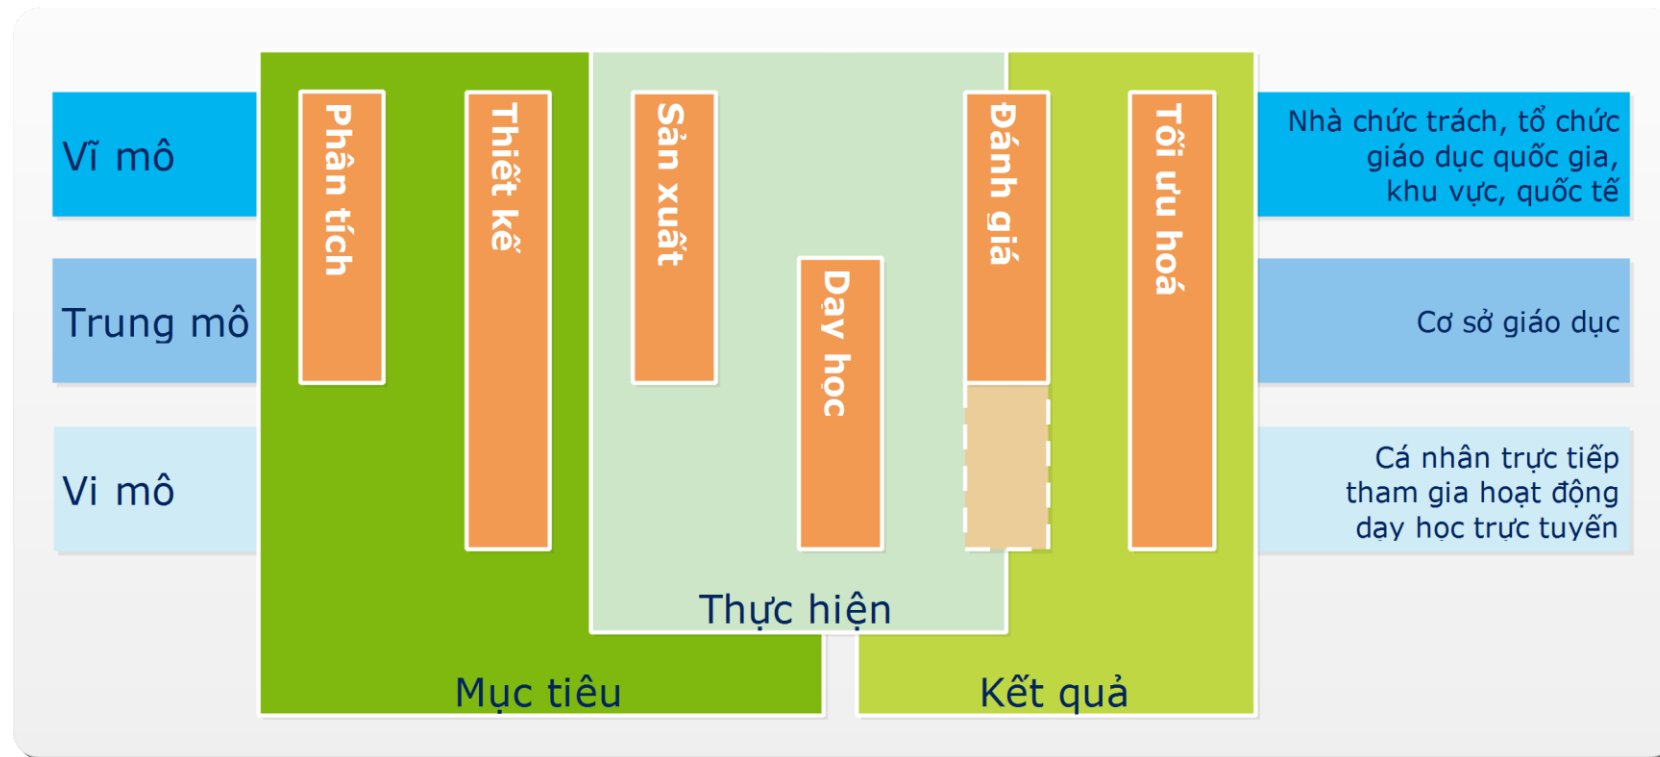 Vĩ mô
Trung mô
Vi mô
Phân tích
Thiết kế
Sản xuất
Dạy học
Đánh giá
Tối ưu hoá
Nhà chức trách, tổ chức
giáo dục quốc gia,
khu vực, quốc tế
Cơ sở giáo dục
Cá nhân trực tiếp
tham gia hoạt động
dạy học trực tuyến
Thực hiện
Mục tiêu
Kết quả